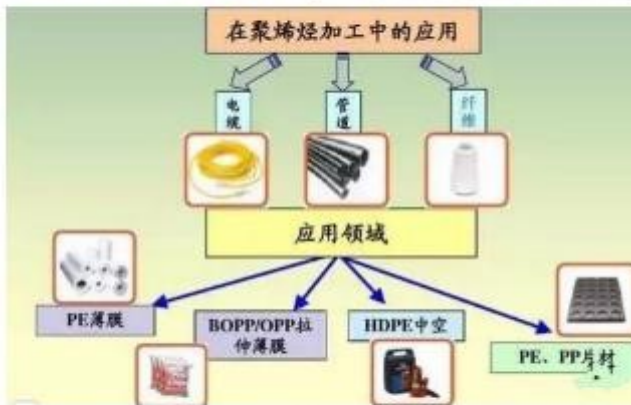 在聚烯烃加工中的应用
电缆
管道
纤维
应用领域
PE薄膜
BOPP/OPP拉
伸薄膜
HDPE中空
PE、PP片材